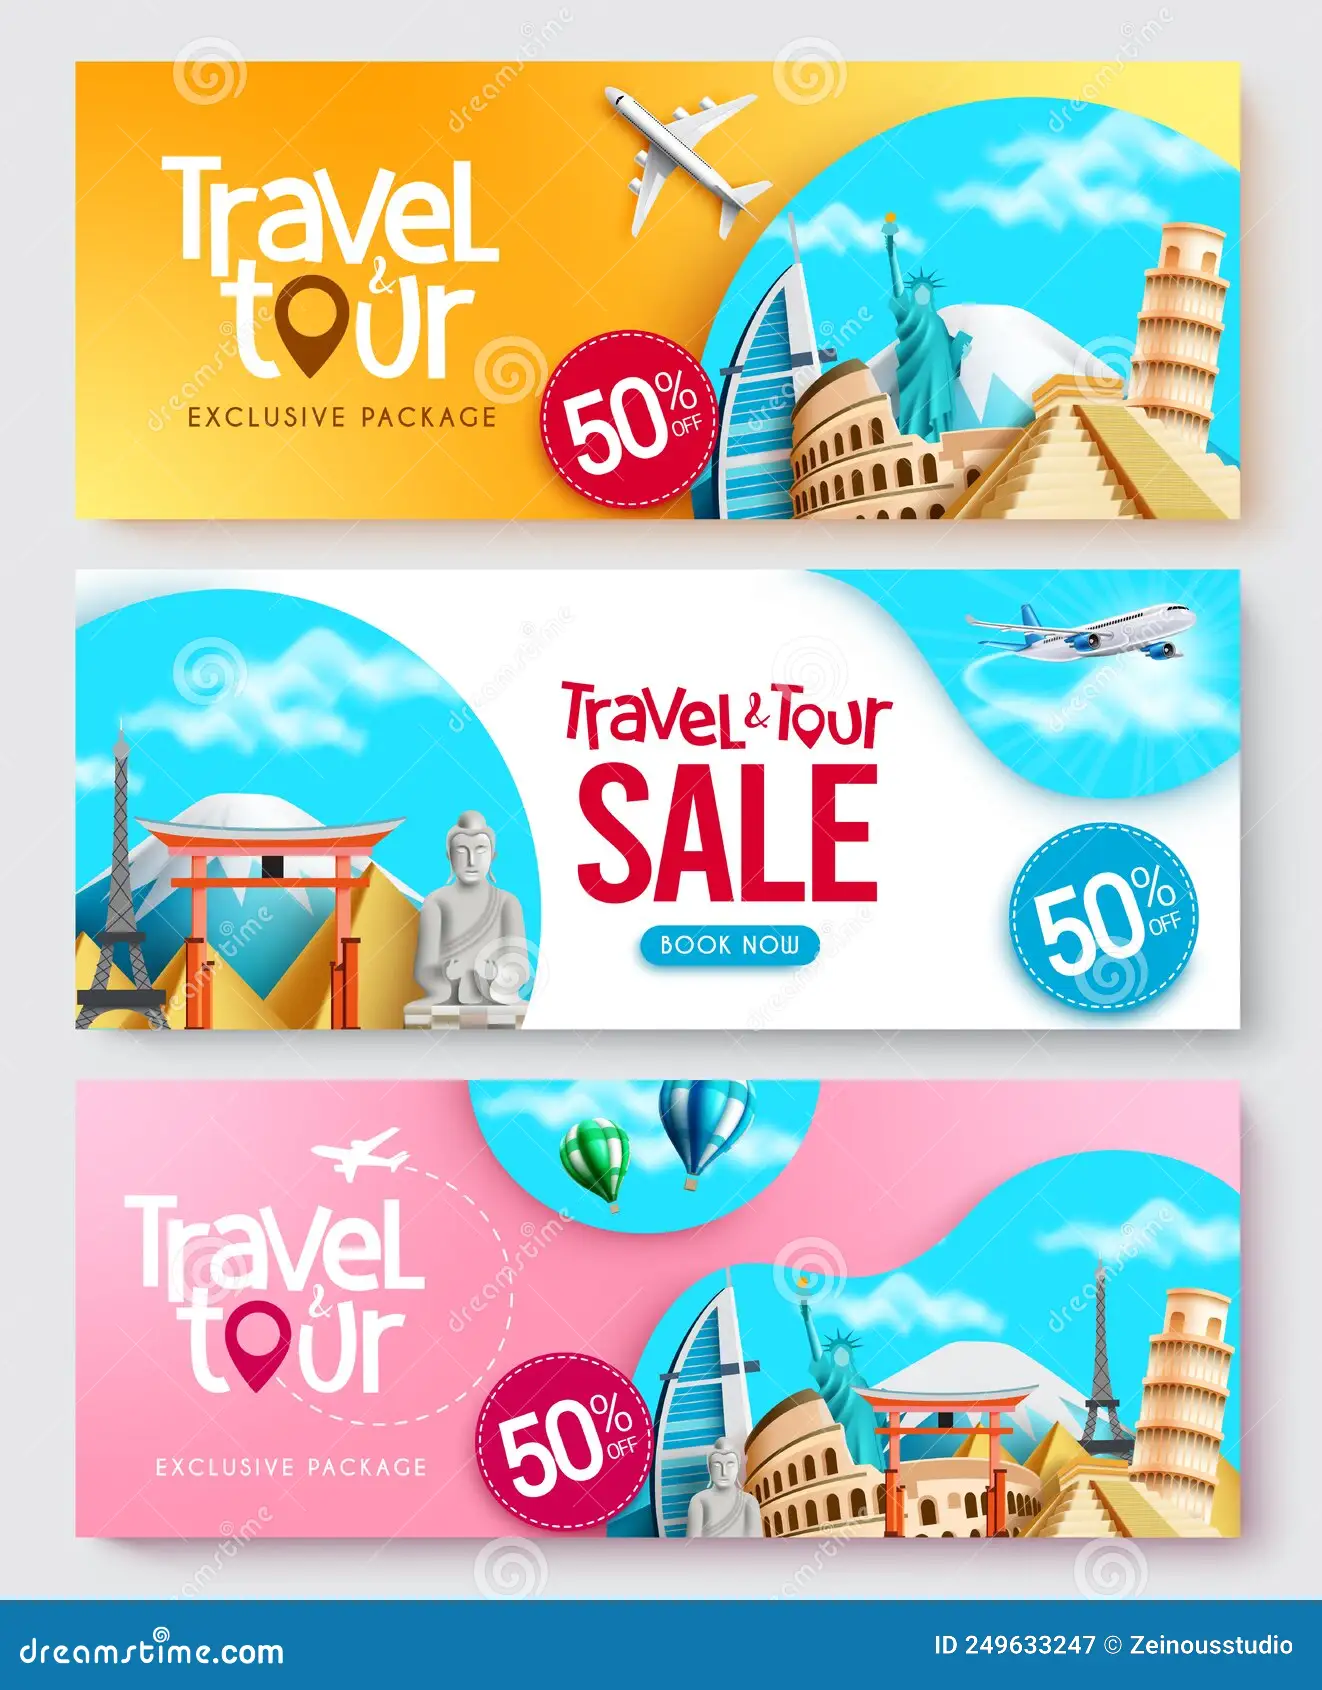 Travel
&
tour
EXCLUSIVE PACKAGE
50%
OFF
Travel & Tour
SALE
BOOK NOW
50%
OFF
Travel
&
tour
EXCLUSIVE PACKAGE
50%
OFF
dreamstime.com
ID 249633247 © Zeinousstudio